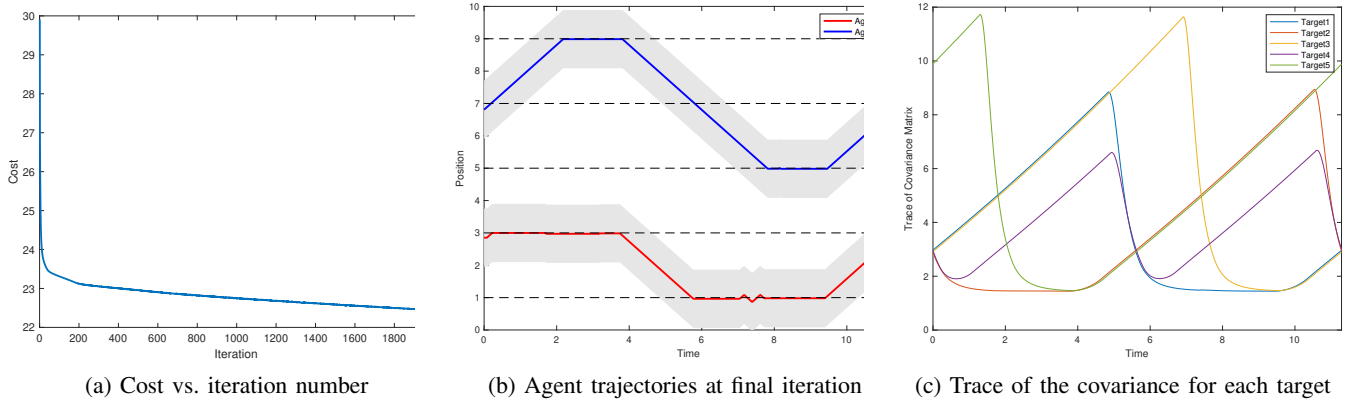 30
29
28
27
26
25
24
23
22
Cost
0 200 400 600 800 1000 1200 1400 1600 1800
Iteration
(a) Cost vs. iteration number
10
9
8
7
6
5
4
3
2
1
0
Position
Ag
Ag
0 2 4 6 8 10
Time
(b) Agent trajectories at final iteration
12
10
8
6
4
2
0
Trace of Covariance Matrix
Target1
Target2
Target3
Target4
Target5
0 2 4 6 8 10
Time
(c) Trace of the covariance for each target